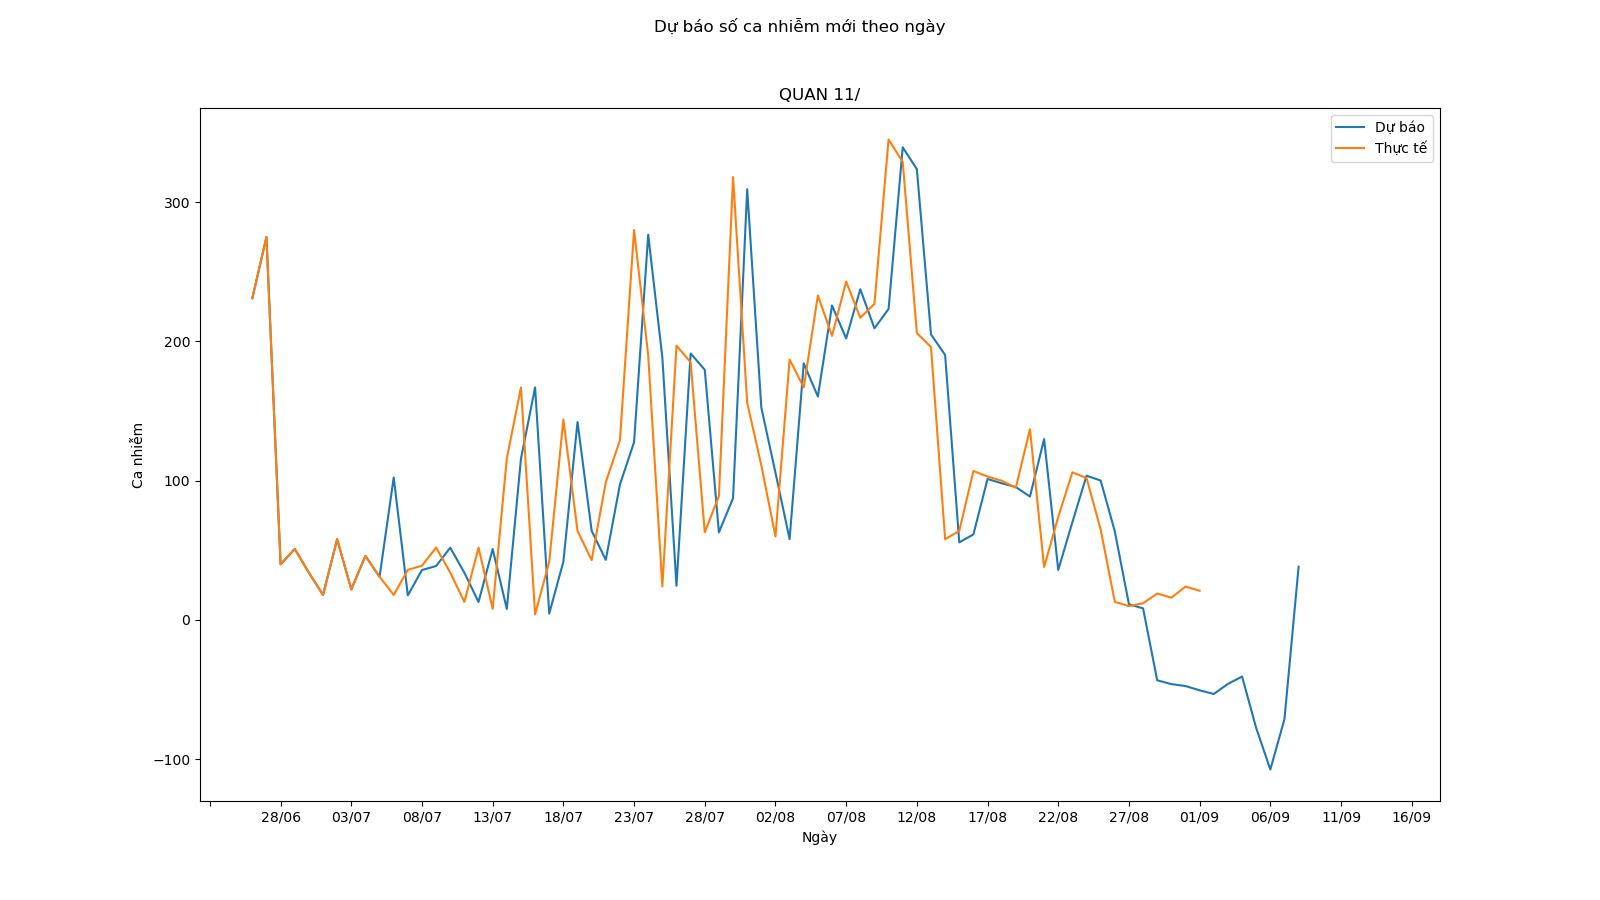 Dự báo số ca nhiễm mới theo ngày
QUAN 11/
Dự báo
Thực tế
Ca nhiễm
300
200
100
0
−100
28/06 03/07 08/07 13/07 18/07 23/07 28/07 02/08 07/08 12/08 17/08 22/08 27/08 01/09 06/09 11/09 16/09
Ngày